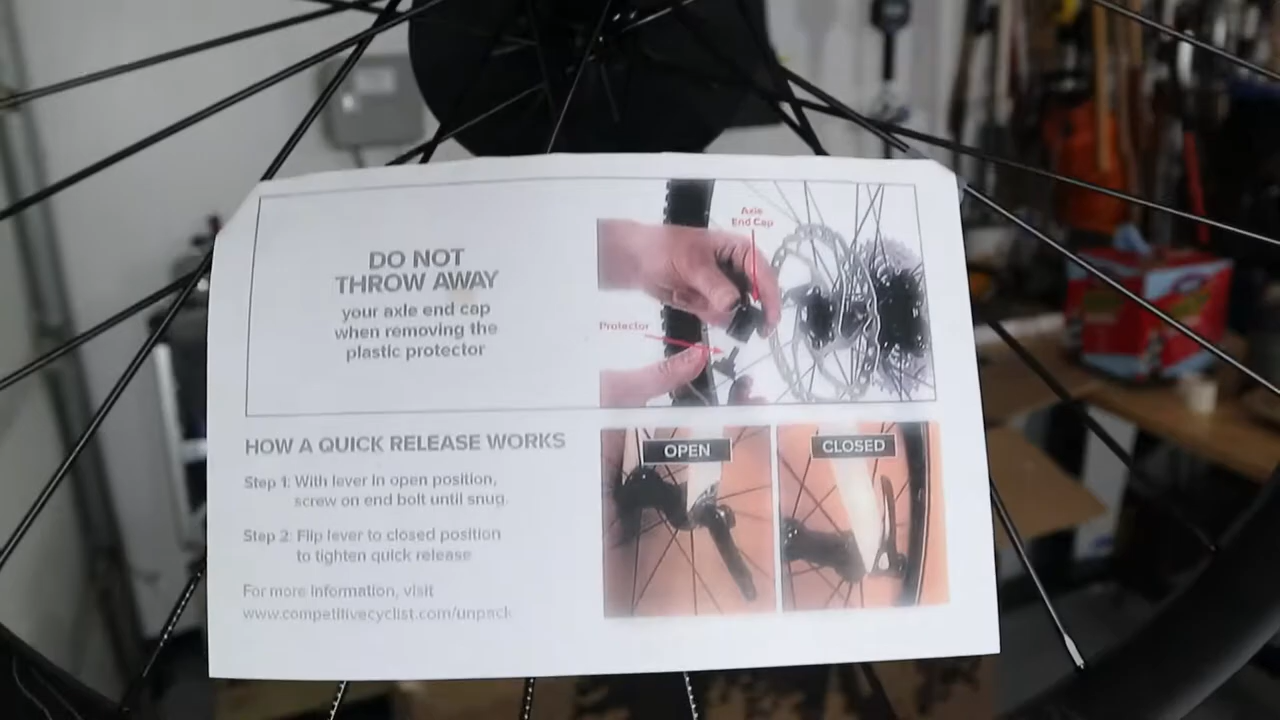 DO NOT
THROW AWAY
your axle end cap
when removing the
plastic protector
Axle
End Cap
Protector
HOW A QUICK RELEASE WORKS
Step 1: With lever in open position,
screw on end bolt until snug.
Step 2: Flip lever to closed position
to tighten quick release
For more information, visit
www.competitivecyclist.com/unpack
OPEN
CLOSED